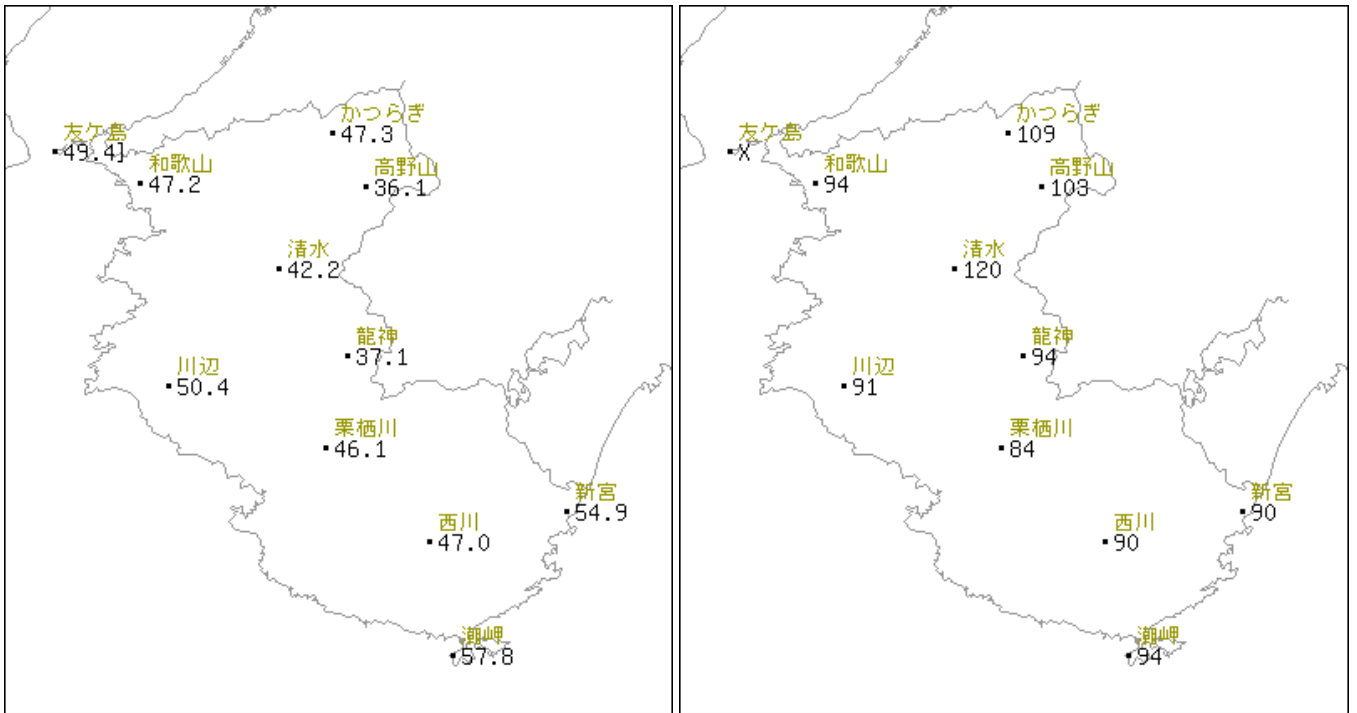 かつらぎ
47.3
友ケ島
49.4]
和歌山
47.2
高野山
36.1
清水
42.2
龍神
37.1
川辺
50.4
栗栖川
46.1
新宮
54.9
西川
47.0
潮岬
57.8
かつらぎ
109
友ケ島
X
和歌山
94
高野山
103
清水
120
龍神
94
川辺
91
栗栖川
84
新宮
90
西川
90
潮岬
94